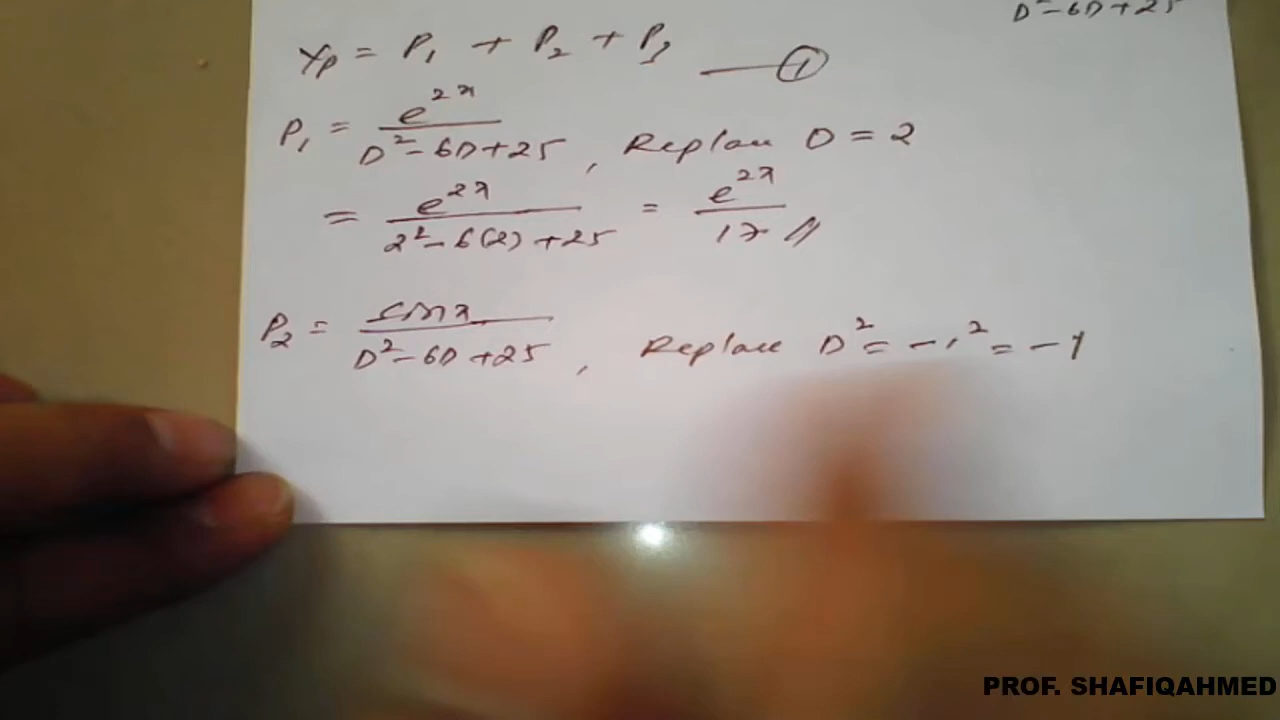 D²-6D+25
Yp = P₁ + P₂ + P₃ —— ①
P₁ = e^{2x} / (D²-6D+25) , Replace D = 2
= e^{2x} / (2²-6(2)+25) = e^{2x} / 17 //
P₂ = sinx / (D²-6D+25) , Replace D² = -1² = -1
PROF. SHAFIQAHMED